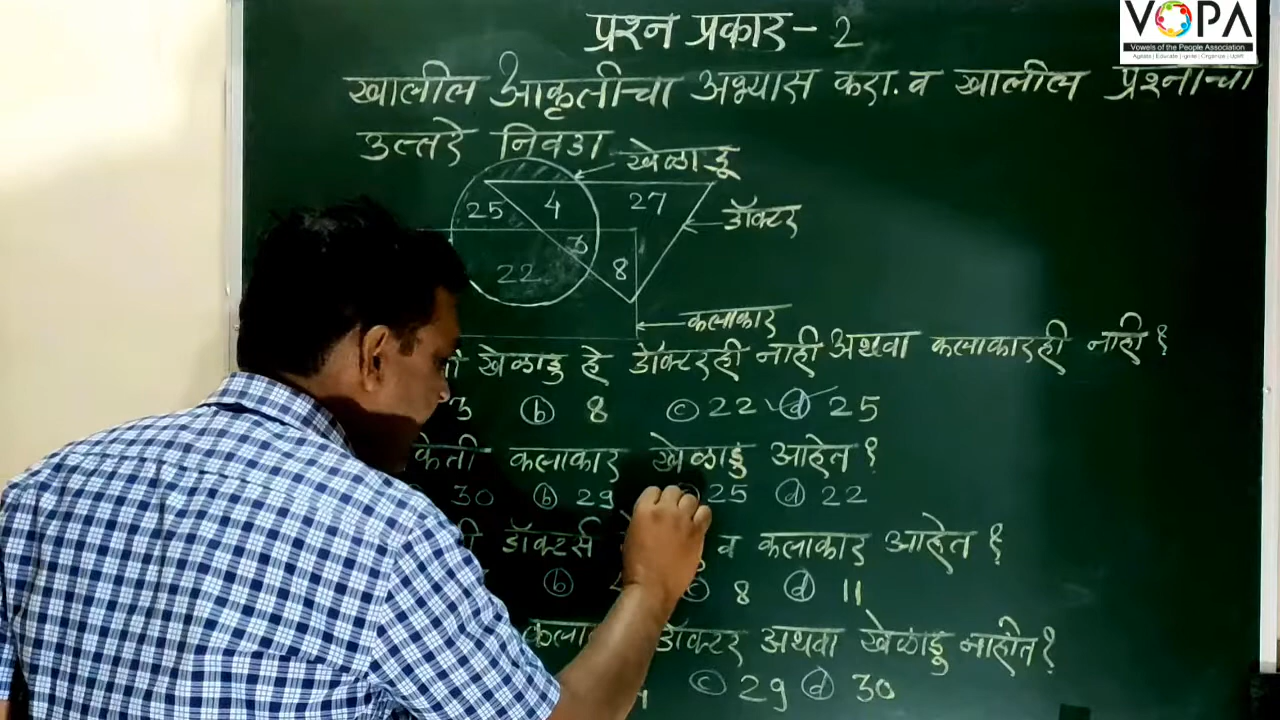 VOPA
Vowels of the People Association
प्रश्न प्रकार - 2
खालील आकृतीचा अभ्यास करा. व खालील प्रश्नांचा
उत्तरे निवडा
खेळाडू
25 4 27
डॉक्टर
22 8
कलाकार
खेळाडु हे डॉक्टरही नाही अथवा कलाकारही नाही ?
3 ⓑ 8 ⓒ 22 ⓓ 25
किती कलाकार खेळाडु आहेत ?
30 ⓑ 29 25 ⓓ 22
डॉक्टर्स व कलाकार आहेत ?
ⓑ 8 ⓓ 11
डॉक्टर अथवा खेळाडु नाहीत ?
ⓒ 29 ⓓ 30